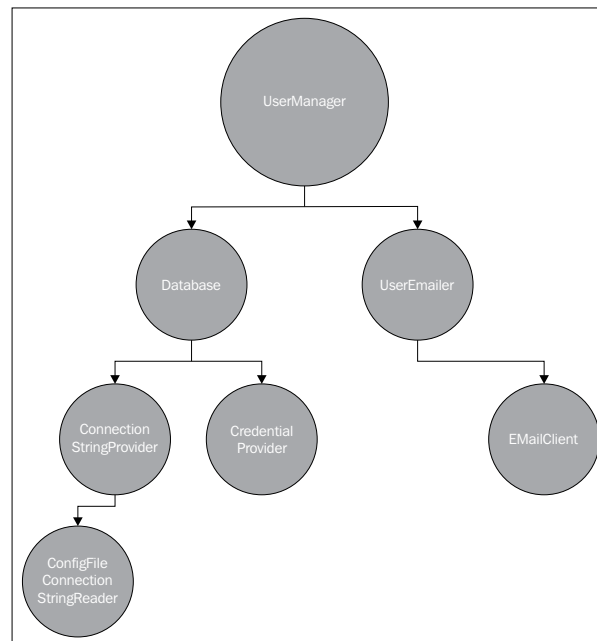 UserManager
Database
UserEmailer
Connection
StringProvider
Credential
Provider
EMailClient
ConfigFile
Connection
StringReader